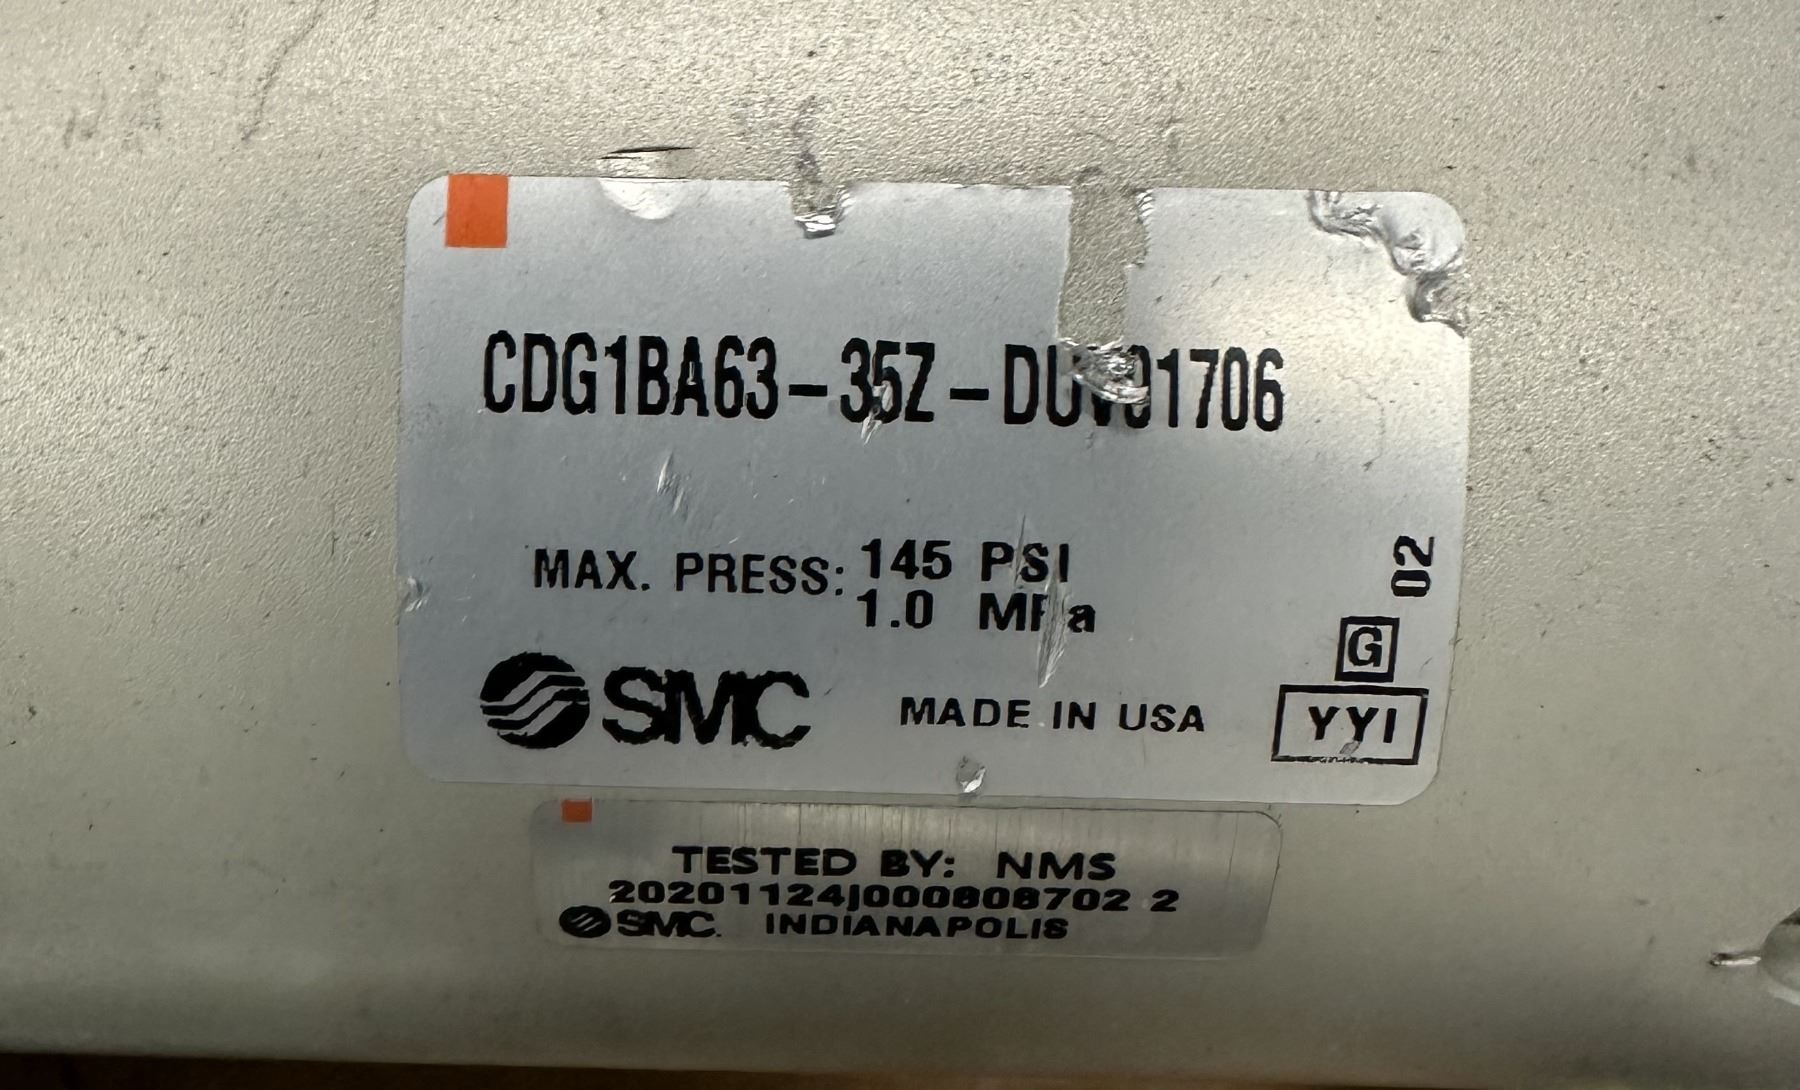 CDG1BA63-35Z-DUV01706
MAX. PRESS: 145 PSI
1.0 MPa
02
G
SMC
MADE IN USA
YYI
TESTED BY: NMS
20201124J000808702 2
SMC. INDIANAPOLIS